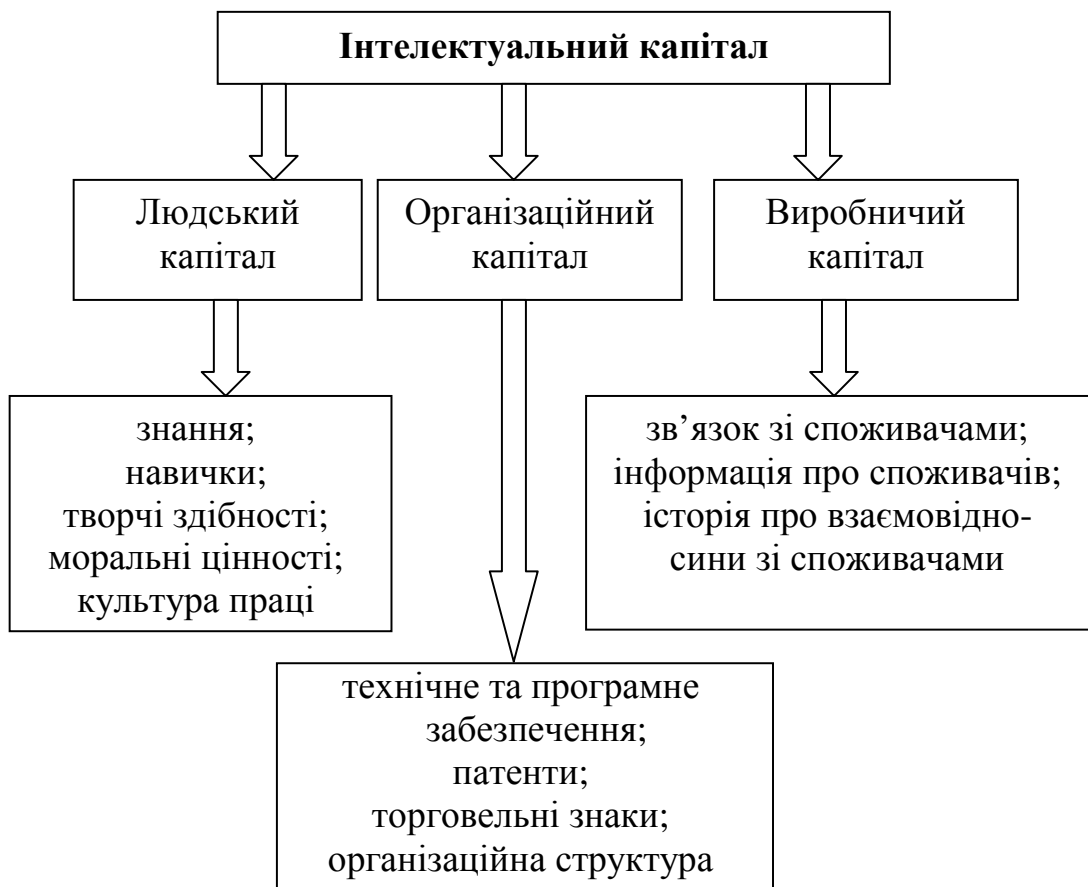 Інтелектуальний капітал
Людський
капітал
Організаційний
капітал
Виробничий
капітал
знання;
навички;
творчі здібності;
моральні цінності;
культура праці
зв’язок зі споживачами;
інформація про споживачів;
історія про взаємовідно-
сини зі споживачами
технічне та програмне
забезпечення;
патенти;
торговельні знаки;
організаційна структура